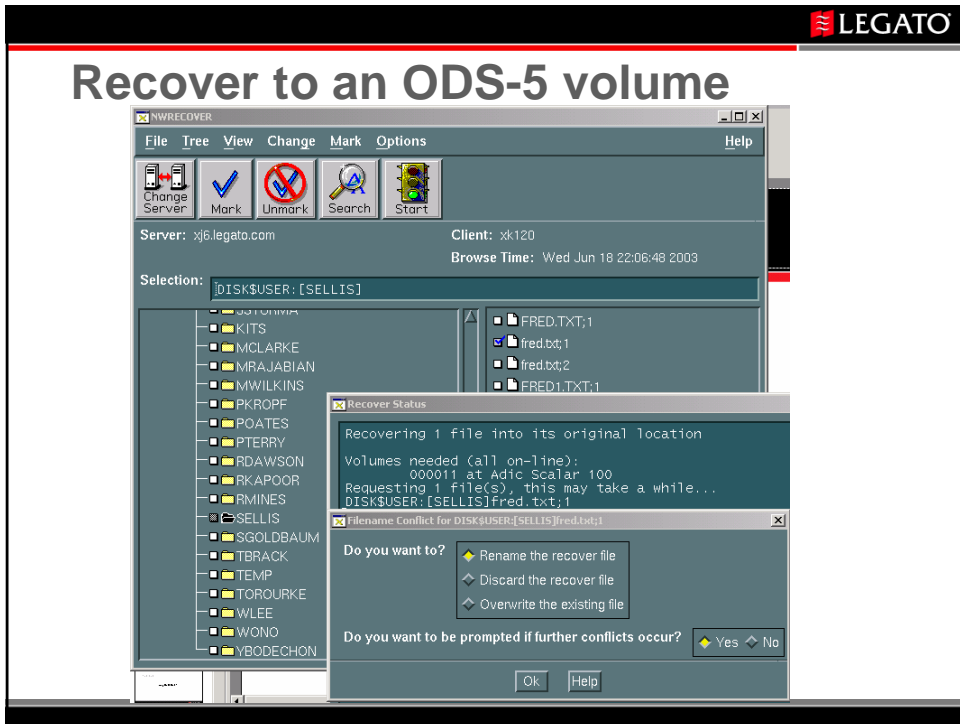 LEGATO
Recover to an ODS-5 volume
NWRECOVER
File Tree View Change Mark Options Help
Change Server
Mark
Unmark
Search
Start
Server: xj6.legato.com
Client: xk120
Browse Time: Wed Jun 18 22:06:48 2003
Selection: DISK$USER:[SELLIS]
KITS
MCLARKE
MRAJABIAN
MWILKINS
PKROPF
POATES
PTERRY
RDAWSON
RKAPOOR
RMINES
SELLIS
SGOLDBAUM
TBRACK
TEMP
TOROURKE
WLEE
WONO
YBODECHON
FRED.TXT;1
fred.txt;1
fred.txt;2
FRED1.TXT;1
Recover Status
Recovering 1 file into its original location
Volumes needed (all on-line):
000011 at Adic Scalar 100
Requesting 1 file(s), this may take a while...
DISK$USER:[SELLIS]fred.txt;1
Filename Conflict for DISK$USER:[SELLIS]fred.txt;1
Do you want to?
Rename the recover file
Discard the recover file
Overwrite the existing file
Do you want to be prompted if further conflicts occur? Yes No
Ok Help